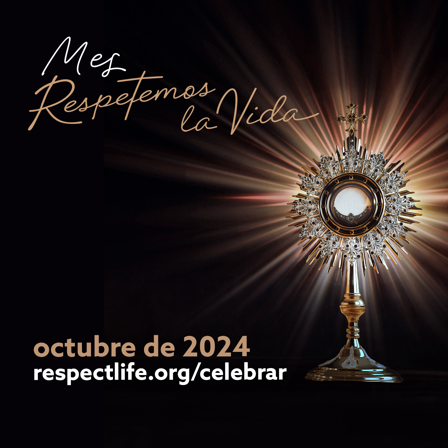 Mes
Respetemos
la Vida
octubre de 2024
respectlife.org/celebrar